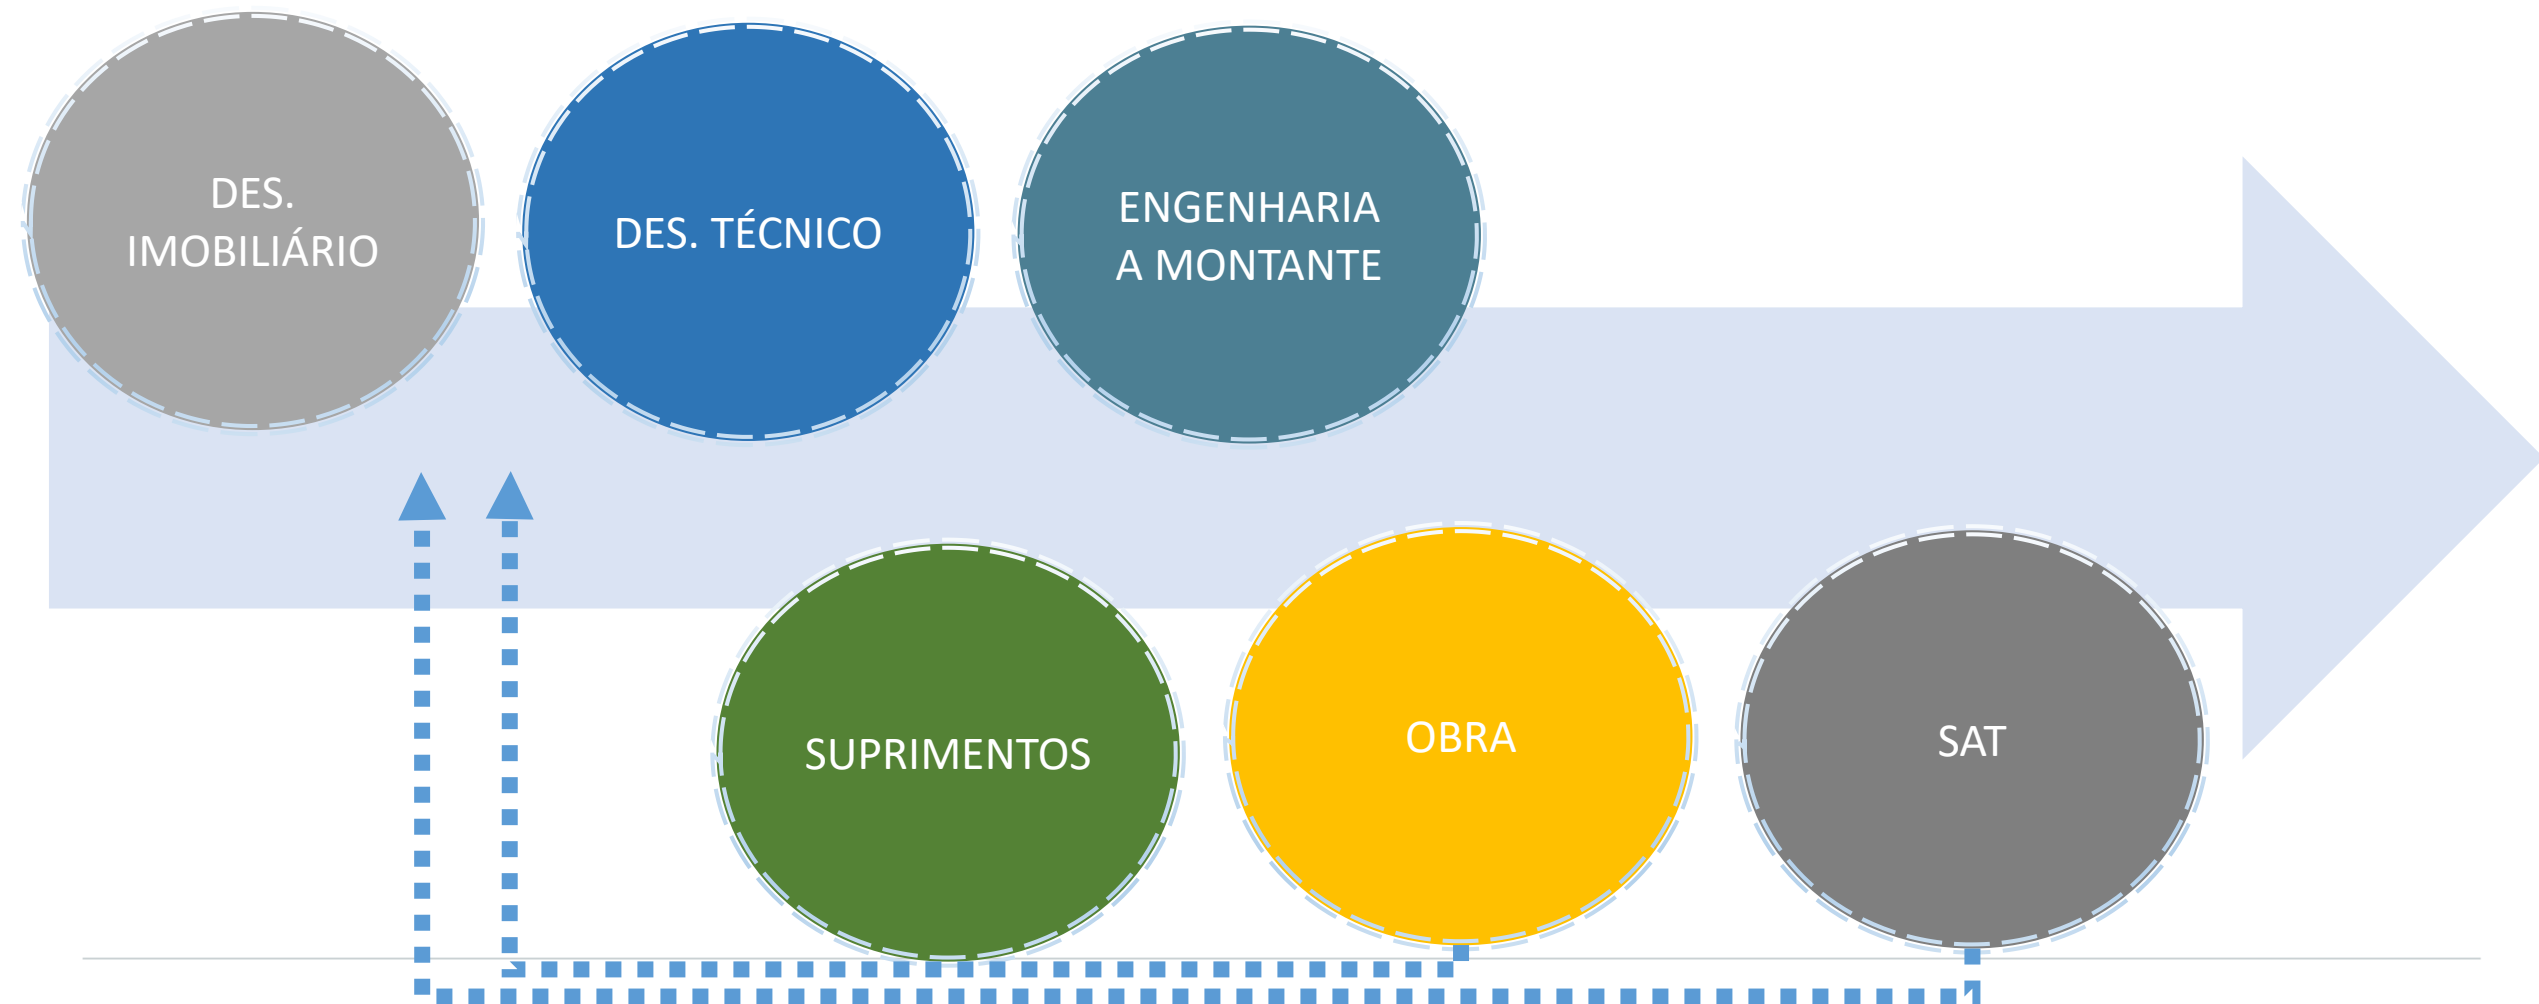 DES.
IMOBILIÁRIO
DES. TÉCNICO
ENGENHARIA
A MONTANTE
SUPRIMENTOS
OBRA
SAT